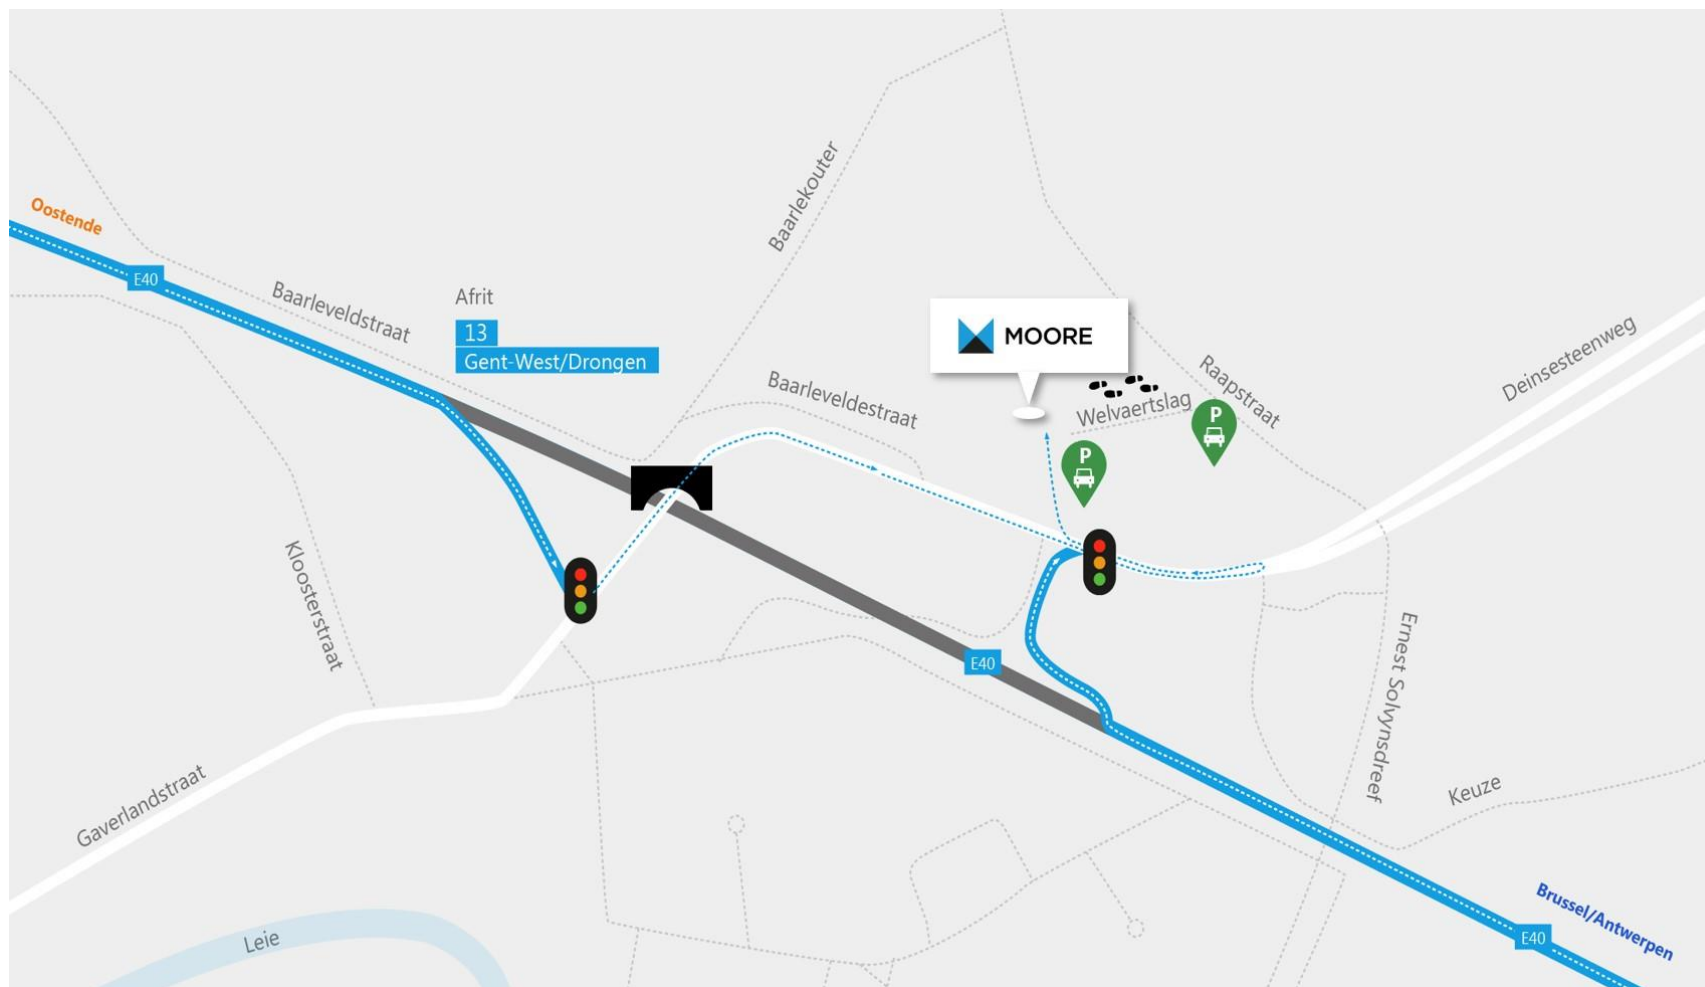 Oostende
E40
Baarleveldstraat
Afrit
13
Gent-West/Drongen
Baarlekouter
MOORE
Baarleveldestraat
Welvaertslag
Raapstraat
Deinsesteenweg
P
P
Kloosterstraat
E40
Ernest Solvynsdreef
Gaverlandstraat
Keuze
Leie
E40
Brussel/Antwerpen